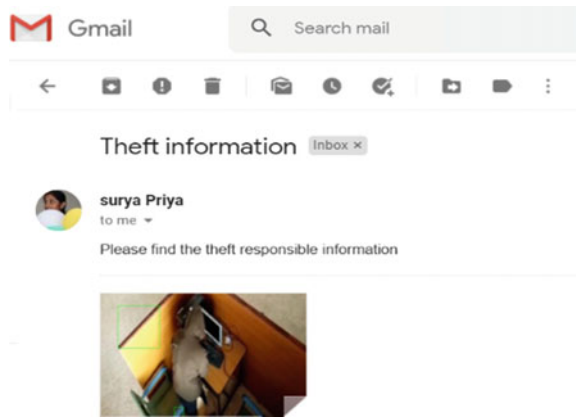 Gmail
Search mail
Theft information Inbox ×
surya Priya
to me
Please find the theft responsible information